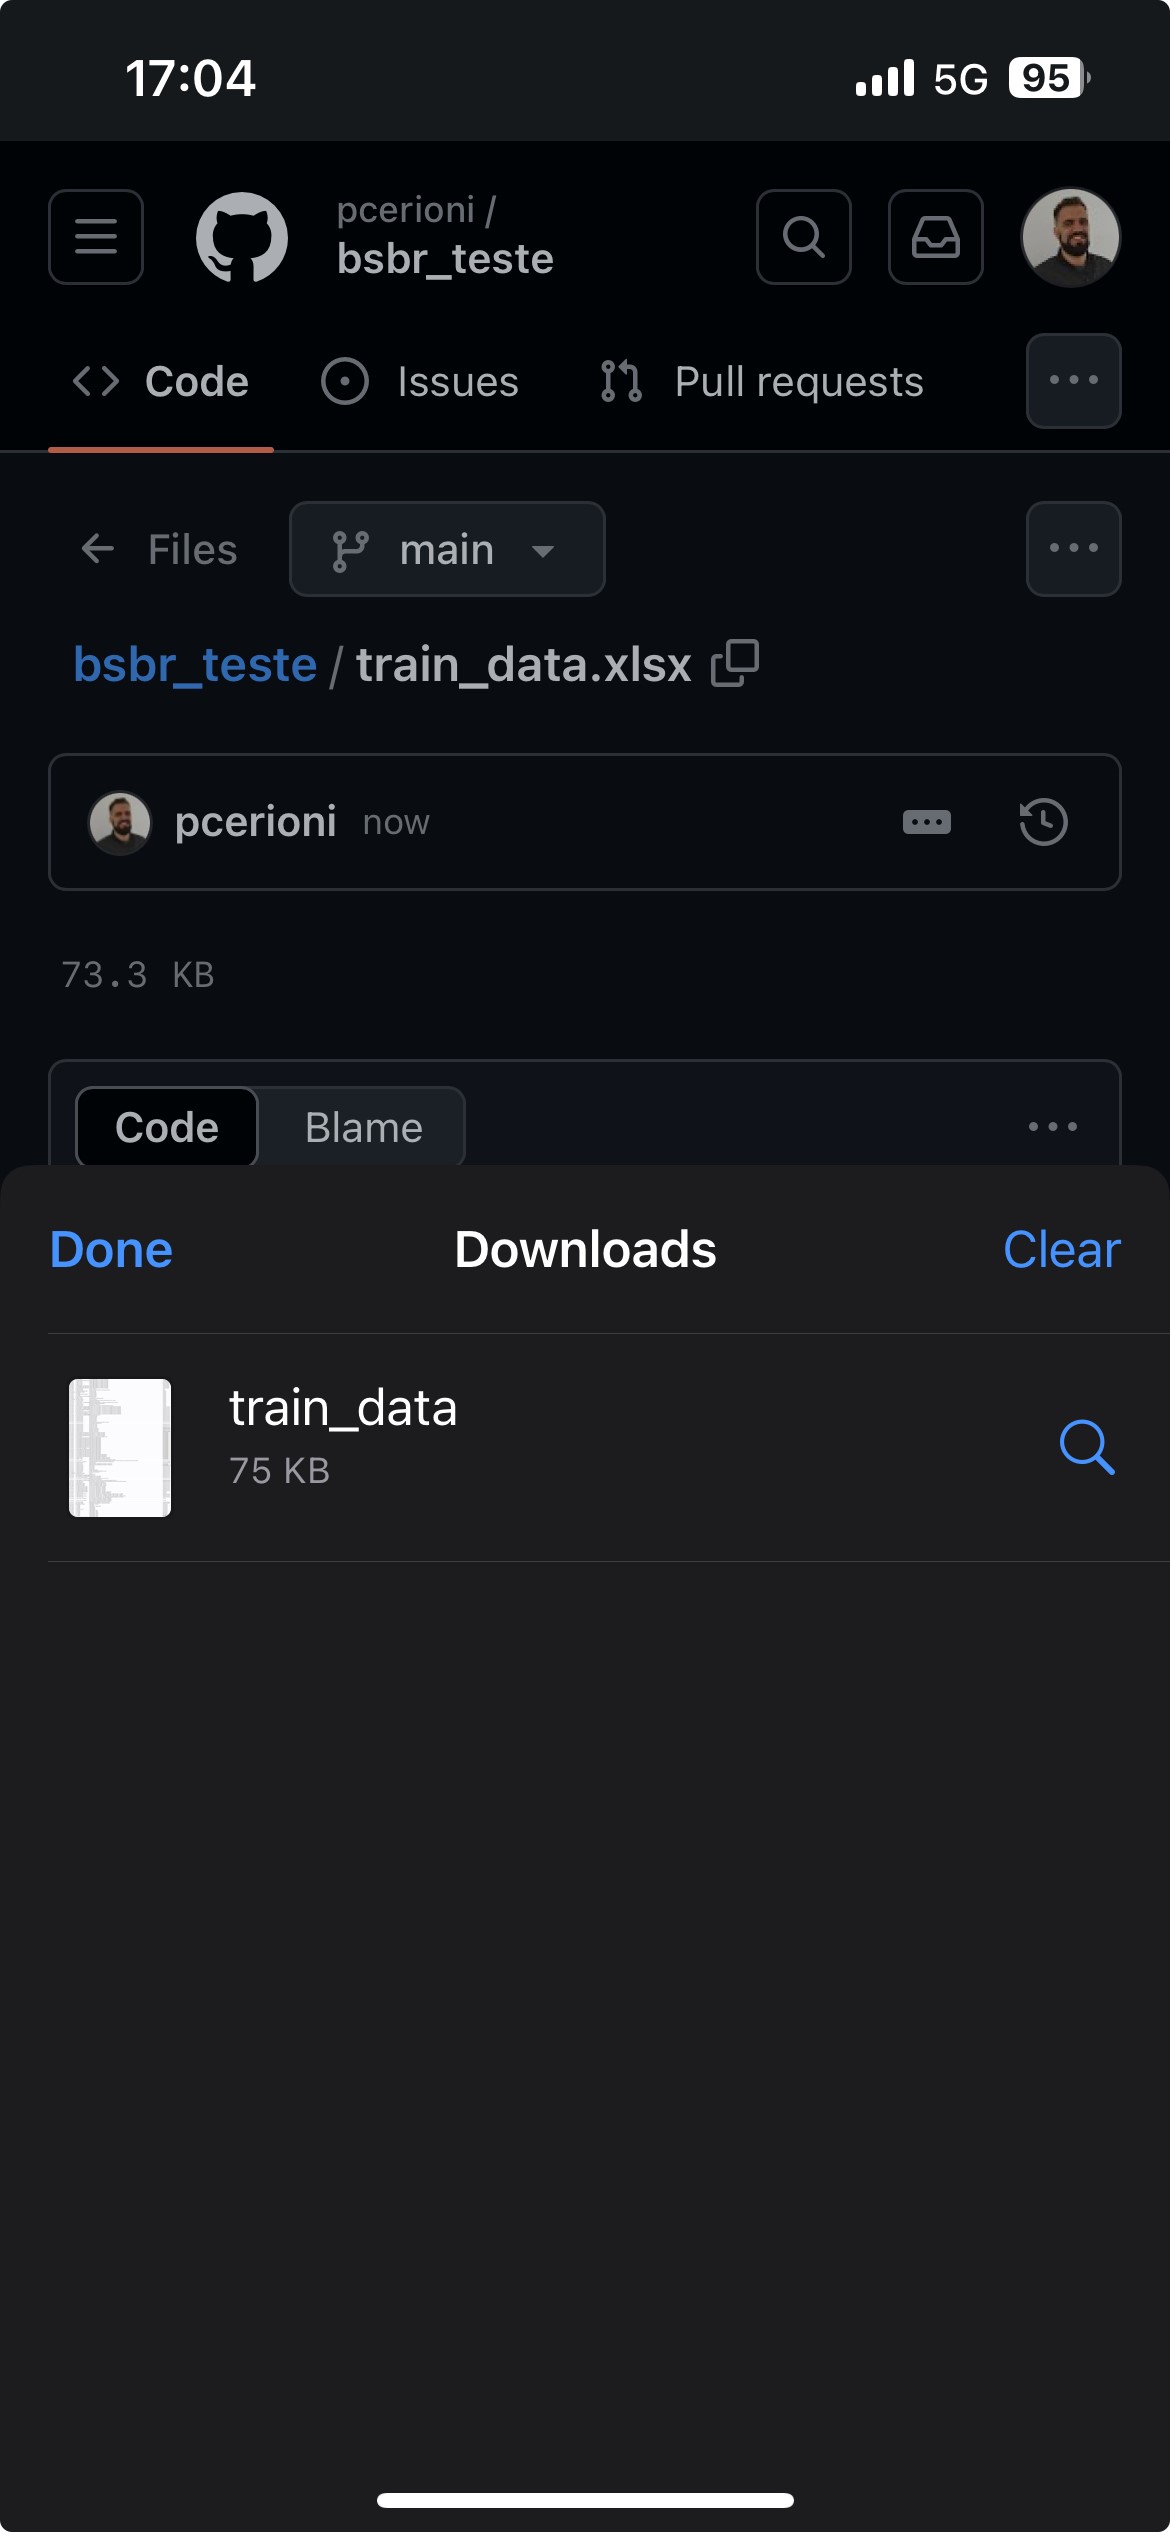 17:04
5G 95
pcerioni /
bsbr_teste
Code Issues Pull requests
Files main
bsbr_teste / train_data.xlsx
pcerioni now
73.3 KB
Code Blame
Done Downloads Clear
train_data
75 KB